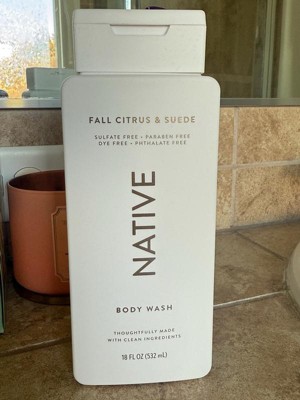 FALL CITRUS & SUEDE
SULFATE FREE • PARABEN FREE
DYE FREE • PHTHALATE FREE
NATIVE
BODY WASH
THOUGHTFULLY MADE
WITH CLEAN INGREDIENTS
18 FL OZ (532 mL)